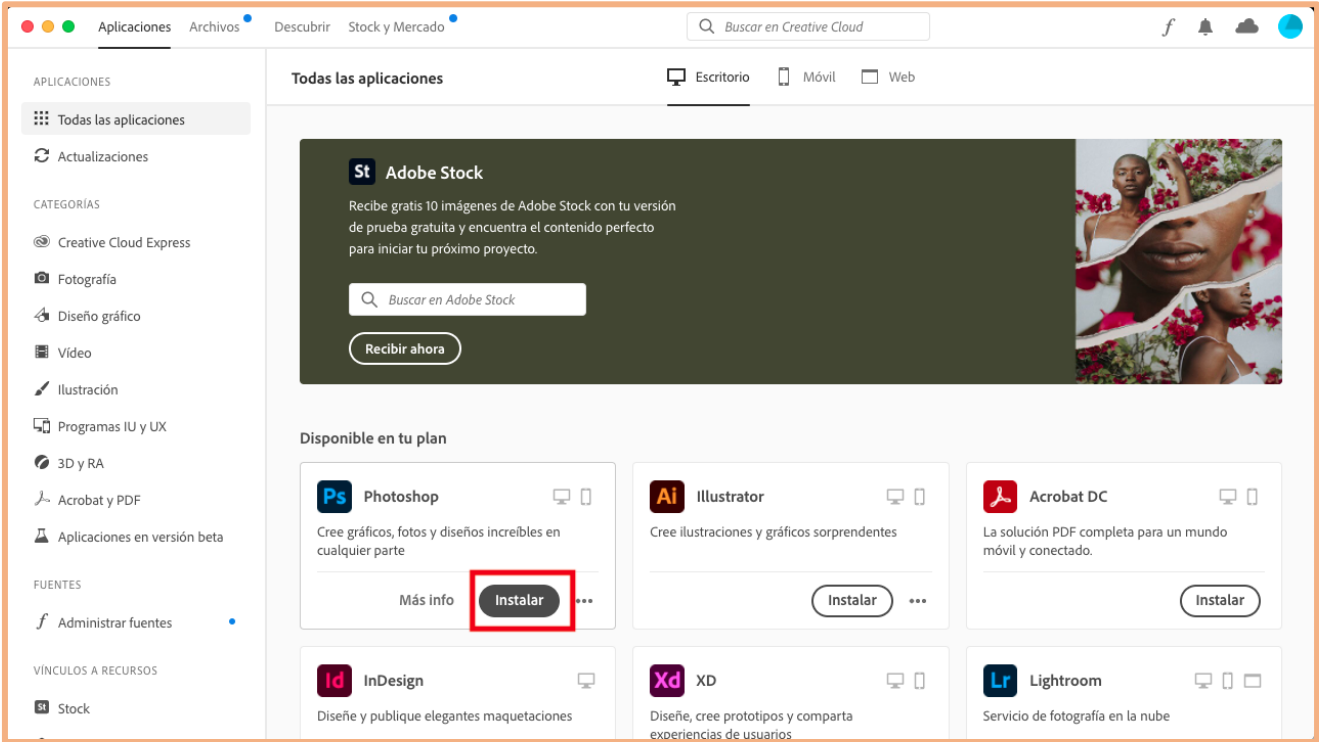 Aplicaciones Archivos Descubrir Stock y Mercado Buscar en Creative Cloud
APLICACIONES
Todas las aplicaciones
Actualizaciones
CATEGORÍAS
Creative Cloud Express
Fotografía
Diseño gráfico
Vídeo
Ilustración
Programas IU y UX
3D y RA
Acrobat y PDF
Aplicaciones en versión beta
FUENTES
Administrar fuentes
VÍNCULOS A RECURSOS
St Stock
Todas las aplicaciones Escritorio Móvil Web
St Adobe Stock
Recibe gratis 10 imágenes de Adobe Stock con tu versión
de prueba gratuita y encuentra el contenido perfecto
para iniciar tu próximo proyecto.
Buscar en Adobe Stock
Recibir ahora
Disponible en tu plan
Ps Photoshop
Cree gráficos, fotos y diseños increíbles en
cualquier parte
Más info Instalar
Ai Illustrator
Cree ilustraciones y gráficos sorprendentes
Instalar
Acrobat DC
La solución PDF completa para un mundo
móvil y conectado.
Instalar
Id InDesign
Diseñe y publique elegantes maquetaciones
Xd XD
Diseñe, cree prototipos y comparta
experiencias de usuarios
Lr Lightroom
Servicio de fotografía en la nube